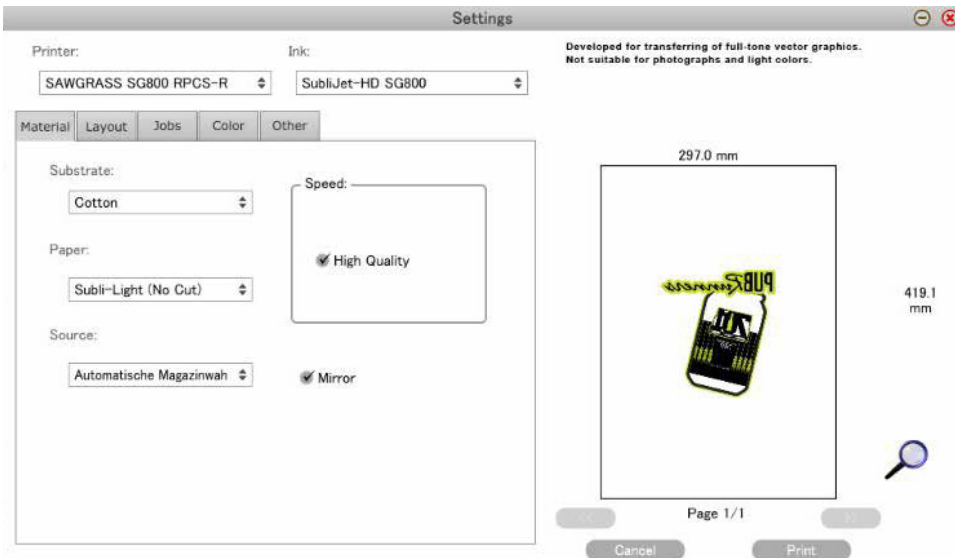 Settings
Printer:
Ink:
SAWGRASS SG800 RPCS-R
SubliJet-HD SG800
Developed for transferring of full-tone vector graphics.
Not suitable for photographs and light colors.
Material
Layout
Jobs
Color
Other
Substrate:
Cotton
Speed:
High Quality
Paper:
Subli-Light (No Cut)
Source:
Automatische Magazinwah
Mirror
297.0 mm
PUB Runners
419.1
mm
Page 1/1
Cancel
Print